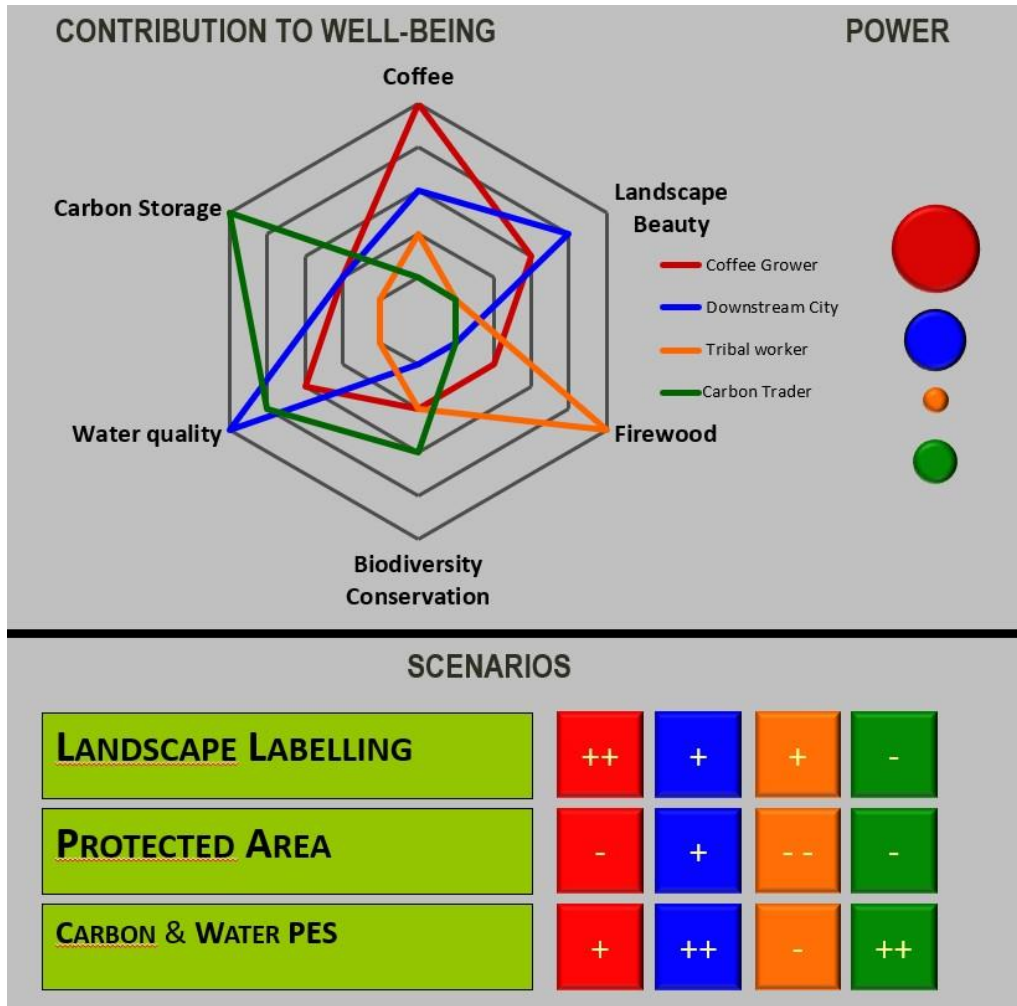 CONTRIBUTION TO WELL-BEING
POWER
Coffee
Landscape
Beauty
Carbon Storage
Coffee Grower
Downstream City
Tribal worker
Carbon Trader
Water quality
Firewood
Biodiversity
Conservation
SCENARIOS
LANDSCAPE LABELLING
++ + + -
PROTECTED AREA
- + - - -
CARBON & WATER PES
+ ++ - ++